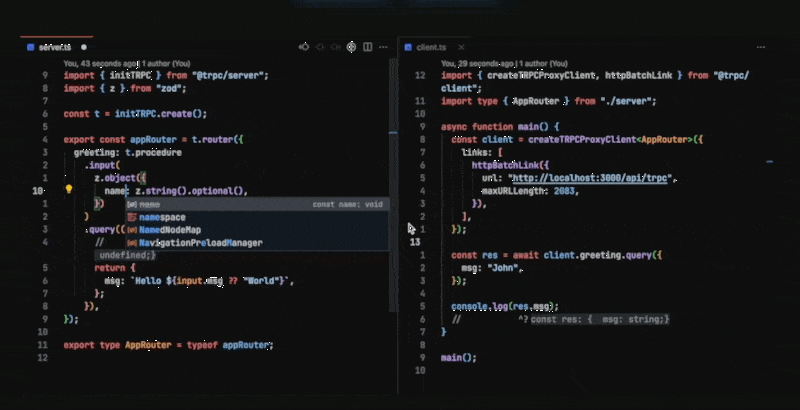 server.ts
You, 43 seconds ago | 1 author (You)
9 import { initTRPC } from "@trpc/server";
8 import { z } from "zod";
7
6 const t = initTRPC.create();
5
4 export const appRouter = t.router({
3 greeting: t.procedure
2 .input(
1 z.object({
10 name: z.string().optional(),
1 })
name const name: void
namespace
NamedNodeMap
NavigationPreloadManager
2 )
3 .query((
4 //
undefined;}
5 return {
6 msg: `Hello ${input.msg ?? "World"}`,
7 };
8 }),
9 });
10
11 export type AppRouter = typeof appRouter;
12
client.ts
You, 29 seconds ago | 1 author (You)
12 import { createTRPCProxyClient, httpBatchLink } from "@trpc/
client";
11 import type { AppRouter } from "./server";
10
9 async function main() {
8 const client = createTRPCProxyClient<AppRouter>({
7 links: [
6 httpBatchLink({
5 url: "http://localhost:3000/api/trpc",
4 maxURLLength: 2083,
3 }),
2 ],
1 });
13
1 const res = await client.greeting.query({
2 msg: "John",
3 });
4
5 console.log(res.msg);
6 // ^? const res: { msg: string;}
7 }
8
9 main();
10